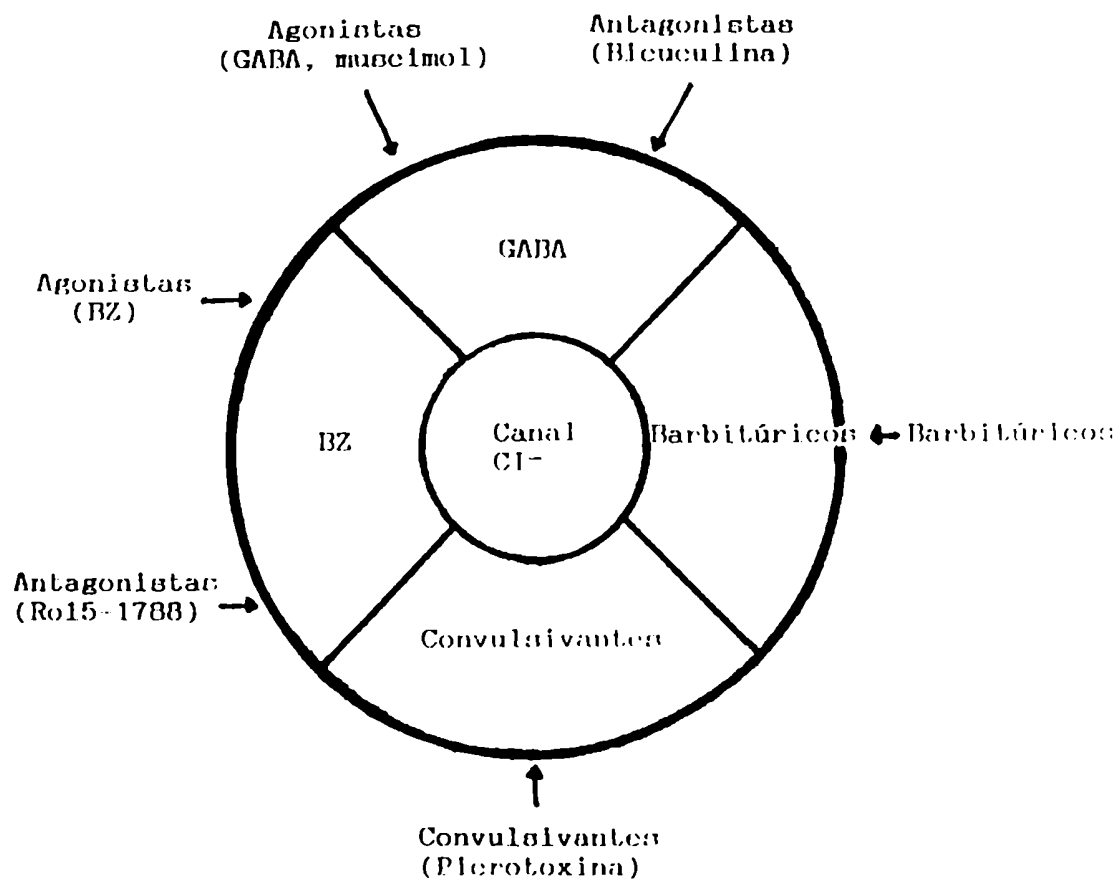 Agonistas
(GABA, muscimol)
Antagonistas
(Bicuculina)
GABA
Agonistas
(BZ)
BZ
Canal
Cl-
Barbitúricos
Barbitúricos
Antagonistas
(Ro15-1788)
Convulsivantes
Convulsivantes
(Picrotoxina)